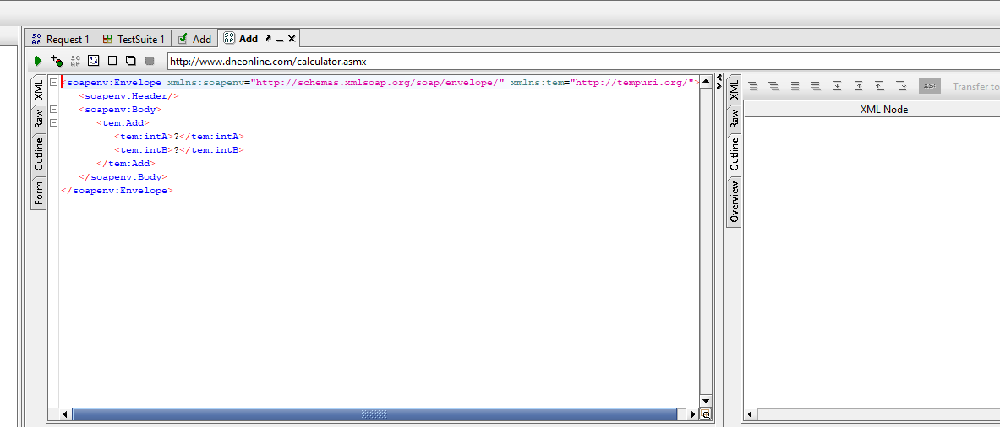 Request 1 TestSuite 1 Add Add
http://www.dneonline.com/calculator.asmx
XML
Raw
Outline
Form
<soapenv:Envelope xmlns:soapenv="http://schemas.xmlsoap.org/soap/envelope/" xmlns:tem="http://tempuri.org/">
<soapenv:Header/>
<soapenv:Body>
<tem:Add>
<tem:intA>?</tem:intA>
<tem:intB>?</tem:intB>
</tem:Add>
</soapenv:Body>
</soapenv:Envelope>
XML
Raw
Outline
Overview
Transfer to
XML Node